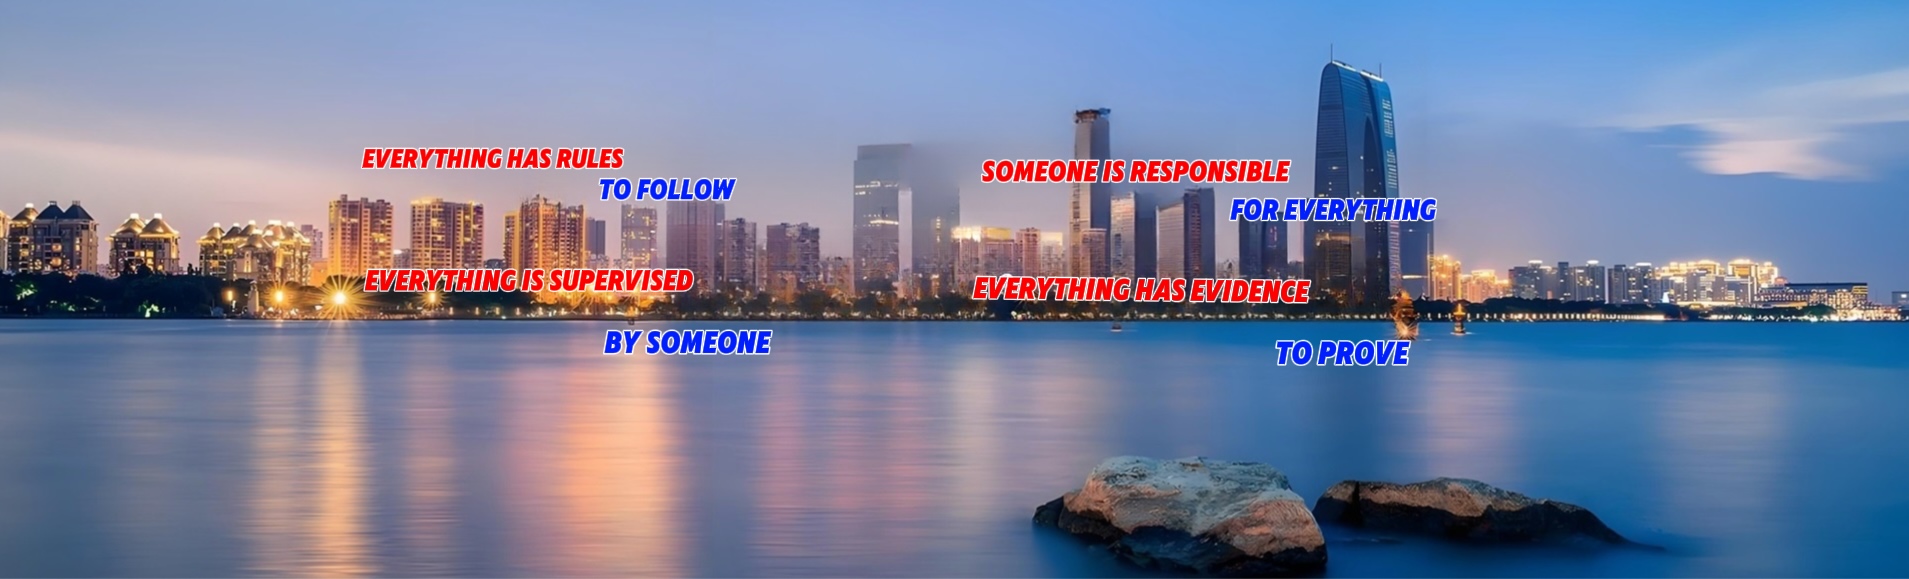 EVERYTHING HAS RULES
TO FOLLOW
SOMEONE IS RESPONSIBLE
FOR EVERYTHING
EVERYTHING IS SUPERVISED
BY SOMEONE
EVERYTHING HAS EVIDENCE
TO PROVE